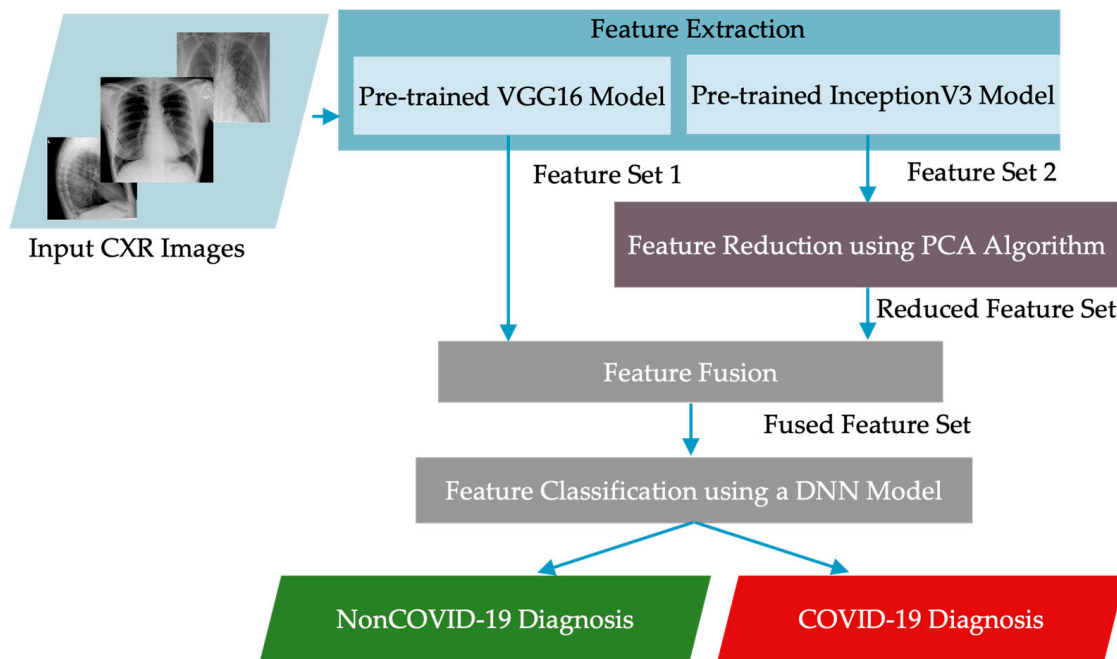 Feature Extraction
Pre-trained VGG16 Model
Pre-trained InceptionV3 Model
Input CXR Images
Feature Set 1
Feature Set 2
Feature Reduction using PCA Algorithm
Reduced Feature Set
Feature Fusion
Fused Feature Set
Feature Classification using a DNN Model
NonCOVID-19 Diagnosis
COVID-19 Diagnosis